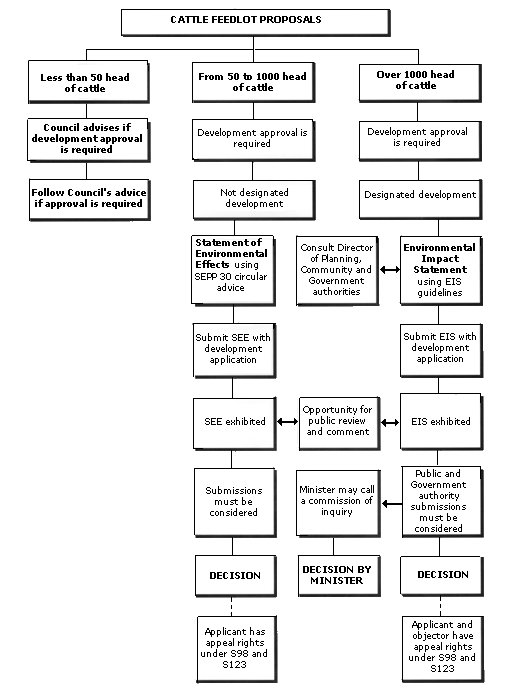 CATTLE FEEDLOT PROPOSALS
Less than 50 head
of cattle
Council advises if
development approval
is required
Follow Council's advice
if approval is required
From 50 to 1000 head
of cattle
Development approval is
required
Not designated
development
Statement of
Environmental
Effects using
SEPP 30 circular
advice
Submit SEE with
development
application
SEE exhibited
Submissions
must be
considered
DECISION
Applicant has
appeal rights
under S98 and
S123
Over 1000 head
of cattle
Development approval
is required
Designated development
Consult Director
of Planning,
Community and
Government
authorities
Environmental
Impact
Statement
using EIS
guidelines
Submit EIS with
development
application
Opportunity for
public review
and comment
EIS exhibited
Minister may call
a commission of
inquiry
Public and
Government
authority
submissions
must be
considered
DECISION BY
MINISTER
DECISION
Applicant and
objector have
appeal rights
under S98 and
S123